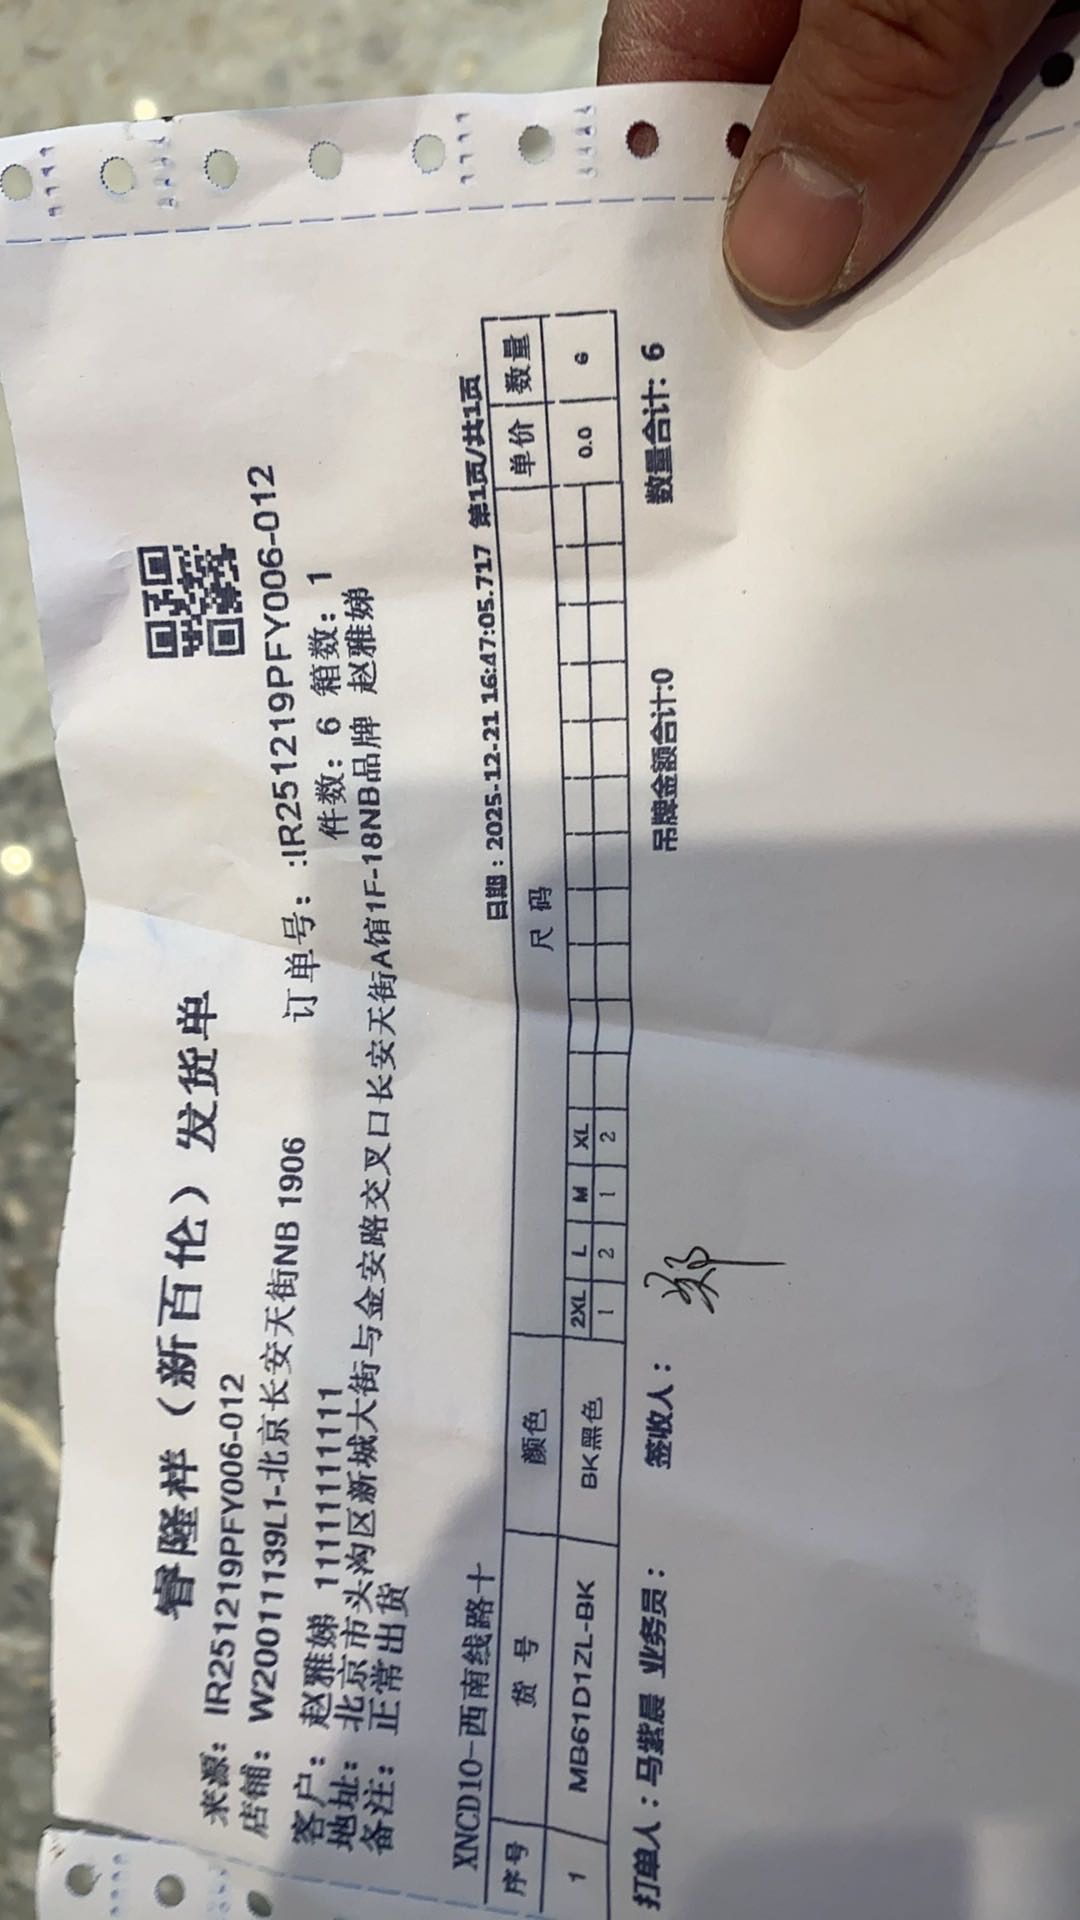 睿隆祥（新百伦）发货单
来源: IR251219PFY006-012
订单号: :IR251219PFY006-012
店铺: W2001139L1-北京长安天街NB 1906
件数: 6 箱数: 1
客户: 赵雅娣 11111111111
地址: 北京市头沟区新城大街与金安路交叉口长安天街A馆1F-18NB品牌 赵雅娣
备注: 正常出货
XNCD10-西南线路十
日期：2025-12-21 16:47:05.717 第1页/共1页
序号 货号 颜色 尺码 单价 数量
2XL L M XL
1 MB61D1ZL-BK BK黑色 1 2 1 2 0.0 6
打单人：马紫晨 业务员： 签收人： 郑 吊牌金额合计:0 数量合计: 6